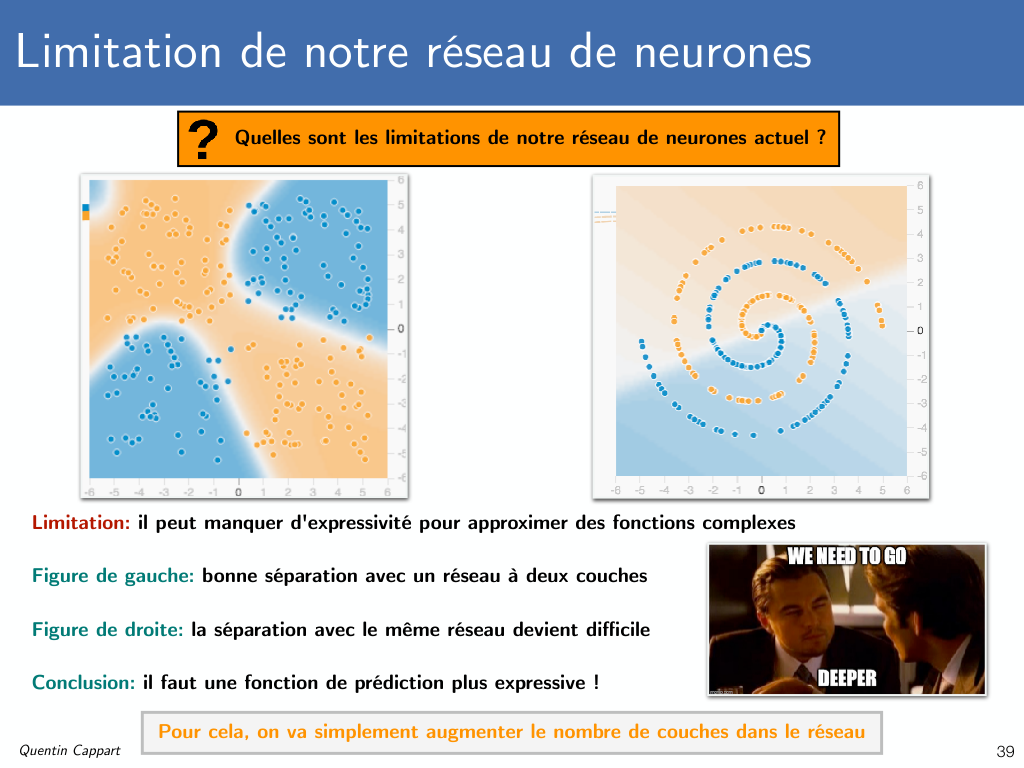 Limitation de notre réseau de neurones
? Quelles sont les limitations de notre réseau de neurones actuel ?
6
5
4
3
2
1
0
-1
-2
-3
-4
-5
-6
-6 -5 -4 -3 -2 -1 0 1 2 3 4 5 6
6
5
4
3
2
1
0
-1
-2
-3
-4
-5
-6
-6 -5 -4 -3 -2 -1 0 1 2 3 4 5 6
Limitation: il peut manquer d'expressivité pour approximer des fonctions complexes
Figure de gauche: bonne séparation avec un réseau à deux couches
Figure de droite: la séparation avec le même réseau devient difficile
Conclusion: il faut une fonction de prédiction plus expressive !
WE NEED TO GO
DEEPER
Pour cela, on va simplement augmenter le nombre de couches dans le réseau
Quentin Cappart
39